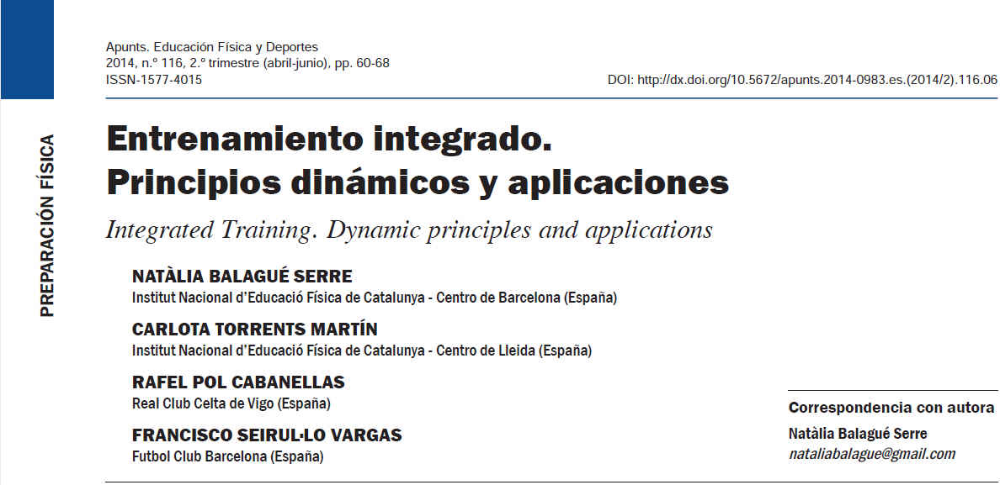 Apunts. Educación Física y Deportes
2014, n.º 116, 2.º trimestre (abril-junio), pp. 60-68
ISSN-1577-4015
DOI: http://dx.doi.org/10.5672/apunts.2014-0983.es.(2014/2).116.06
PREPARACIÓN FÍSICA
Entrenamiento integrado.
Principios dinámicos y aplicaciones
Integrated Training. Dynamic principles and applications
NATÀLIA BALAGUÉ SERRE
Institut Nacional d'Educació Física de Catalunya - Centro de Barcelona (España)
CARLOTA TORRENTS MARTÍN
Institut Nacional d'Educació Física de Catalunya - Centro de Lleida (España)
RAFEL POL CABANELLAS
Real Club Celta de Vigo (España)
FRANCISCO SEIRUL·LO VARGAS
Futbol Club Barcelona (España)
Correspondencia con autora
Natàlia Balagué Serre
nataliabalague@gmail.com